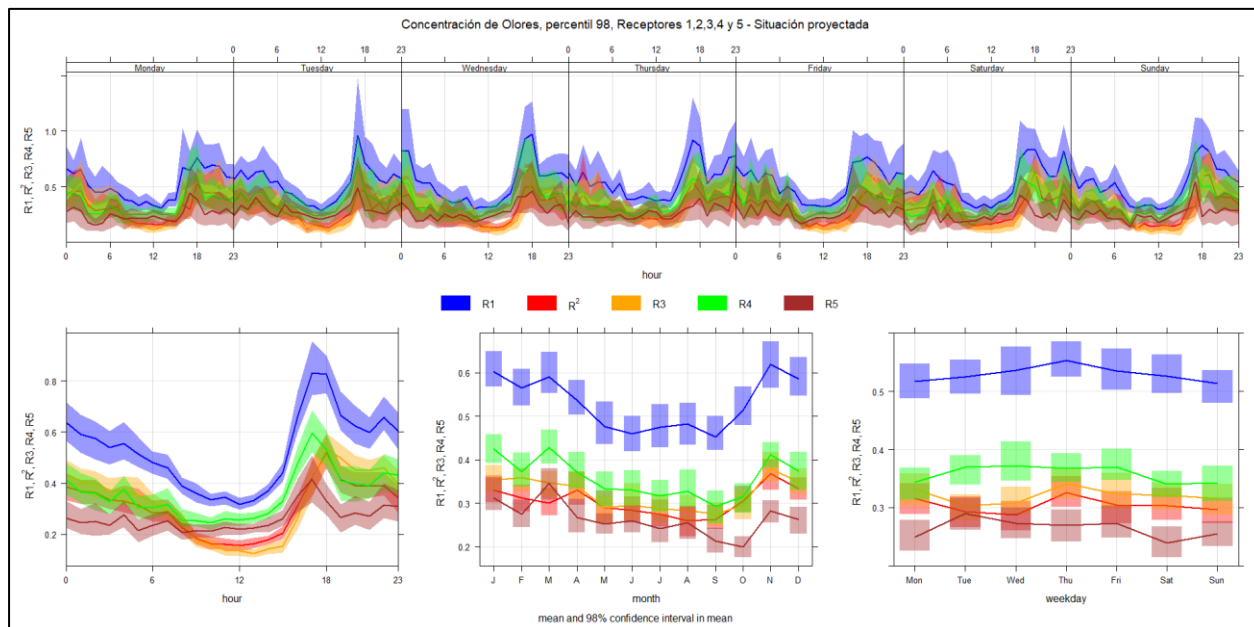 Concentración de Olores, percentil 98, Receptores 1,2,3,4 y 5 - Situación proyectada
0 6 12 18 23 0 6 12 18 23 0 6 12 18 23
Monday Tuesday Wednesday Thursday Friday Saturday Sunday
R1, R², R3, R4, R5
1.0
0.5
0 6 12 18 23 0 6 12 18 23 0 6 12 18 23 0 6 12 18 23
hour
R1 R² R3 R4 R5
R1, R², R3, R4, R5
0.8
0.6
0.4
0.2
0 6 12 18 23
hour
R1, R², R3, R4, R5
0.6
0.5
0.4
0.3
0.2
J F M A M J J A S O N D
month
R1, R², R3, R4, R5
0.5
0.3
Mon Tue Wed Thu Fri Sat Sun
weekday
mean and 98% confidence interval in mean